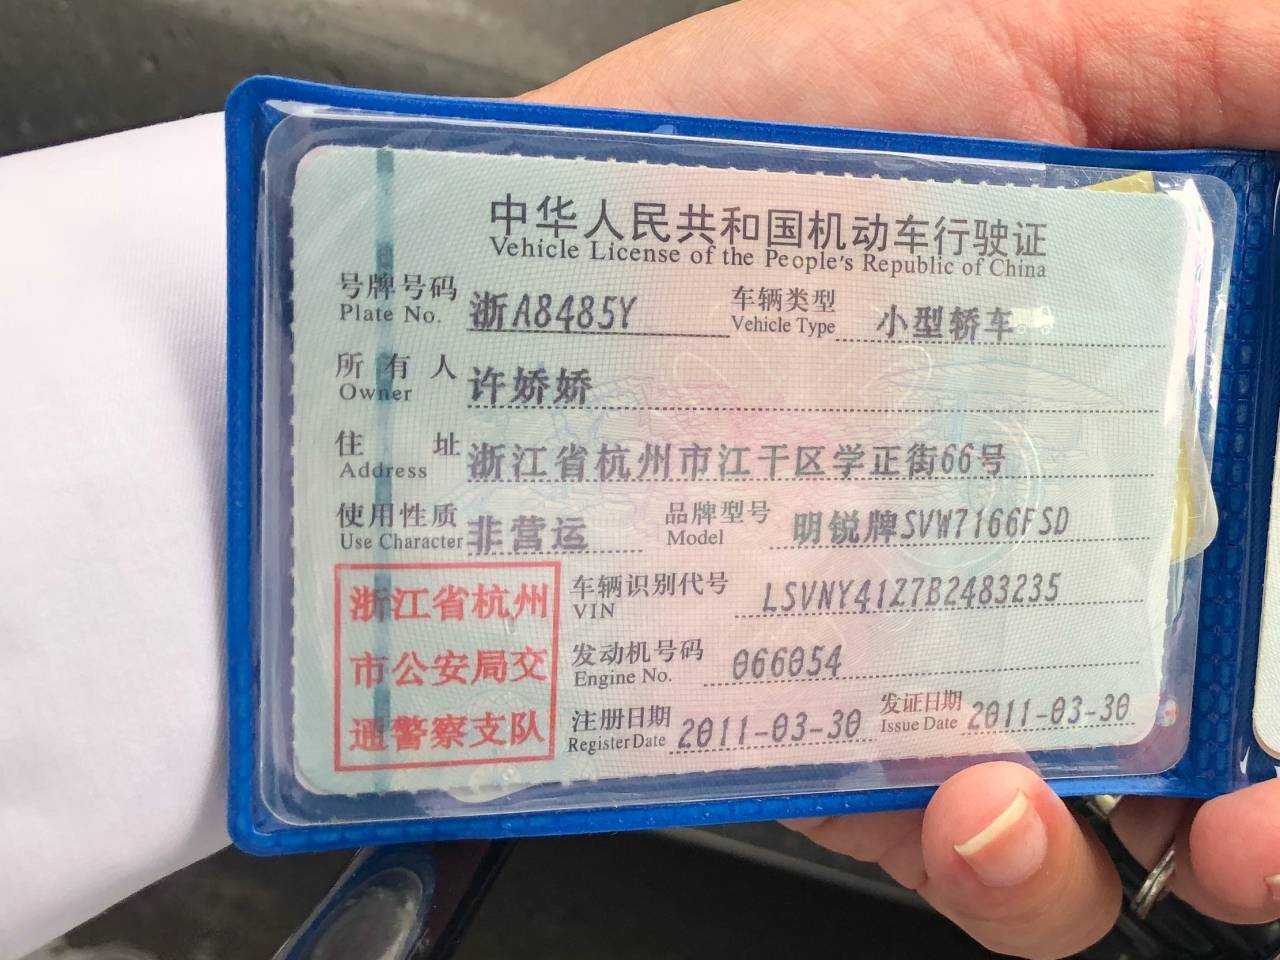 中华人民共和国机动车行驶证
Vehicle License of the People's Republic of China
号牌号码 浙A8485Y 车辆类型 小型轿车
Plate No. Vehicle Type
所有人 许娇娇
Owner
住址 浙江省杭州市江干区学正街66号
Address
使用性质 非营运 品牌型号 明锐牌SVW7166FSD
Use Character Model
浙江省杭州
市公安局交
通警察支队
车辆识别代号 LSVNY41Z7B2483235
VIN
发动机号码 066054
Engine No.
注册日期 2011-03-30 发证日期 2011-03-30
Register Date Issue Date